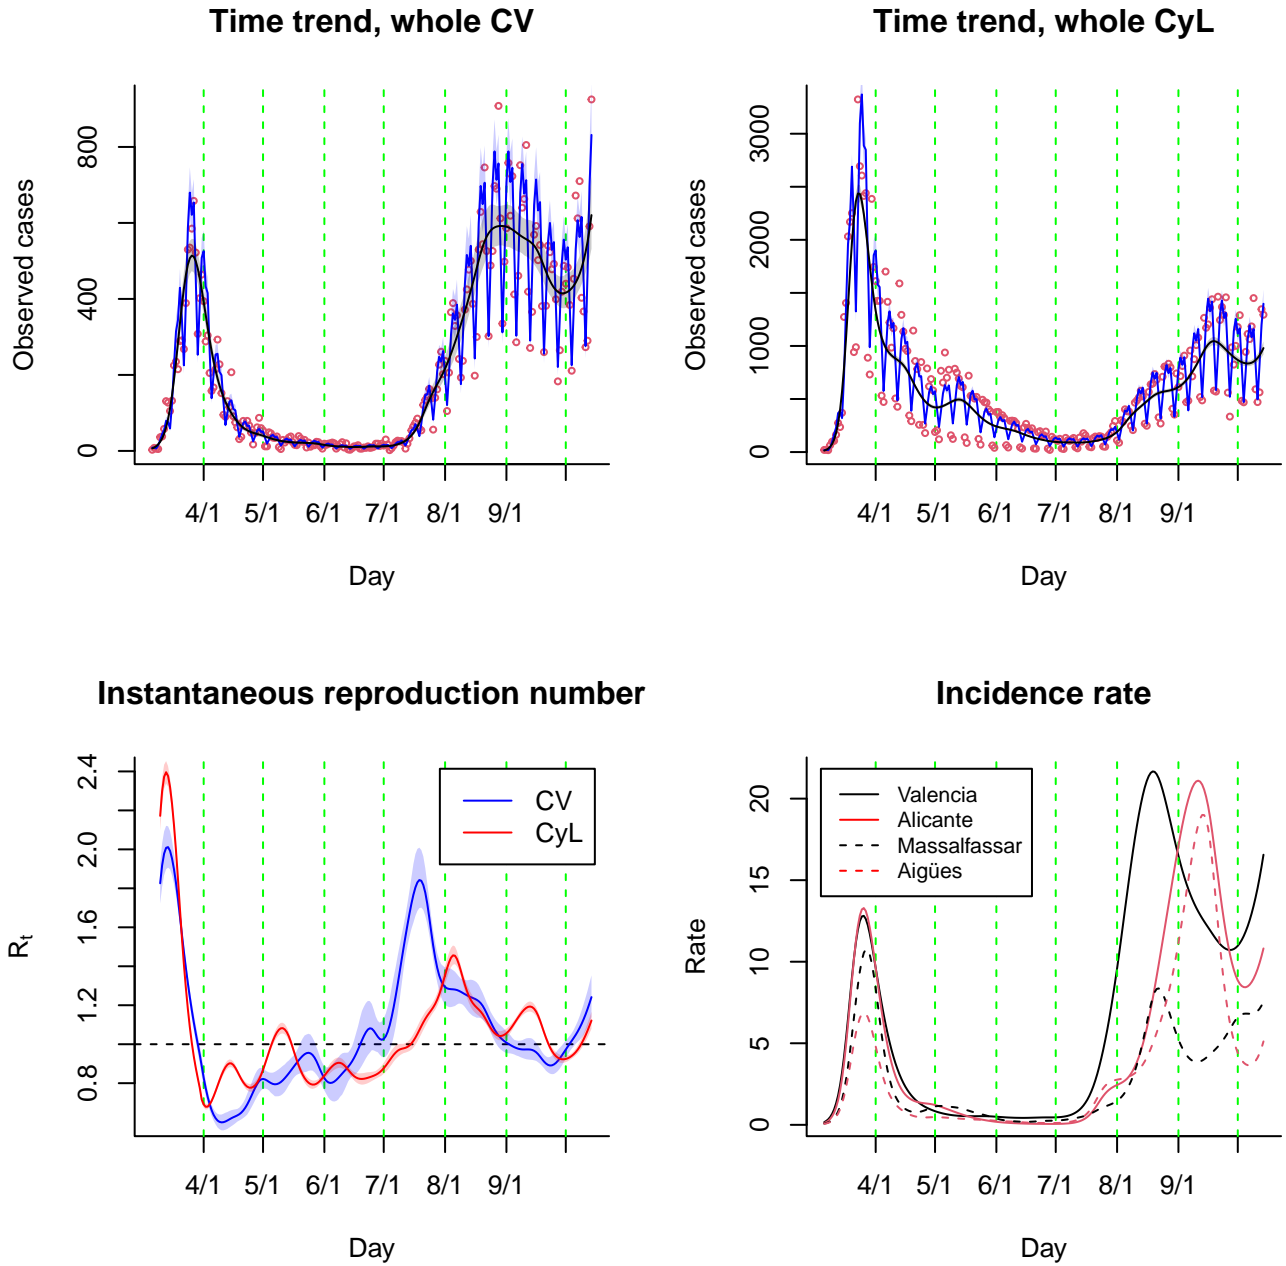 Time trend, whole CV
Observed cases
0
400
800
4/1 5/1 6/1 7/1 8/1 9/1
Day
Time trend, whole CyL
Observed cases
0
1000
2000
3000
4/1 5/1 6/1 7/1 8/1 9/1
Day
Instantaneous reproduction number
Rt
0.8
1.2
1.6
2.0
2.4
CV
CyL
4/1 5/1 6/1 7/1 8/1 9/1
Day
Incidence rate
Rate
0
5
10
15
20
Valencia
Alicante
Massalfassar
Aigües
4/1 5/1 6/1 7/1 8/1 9/1
Day